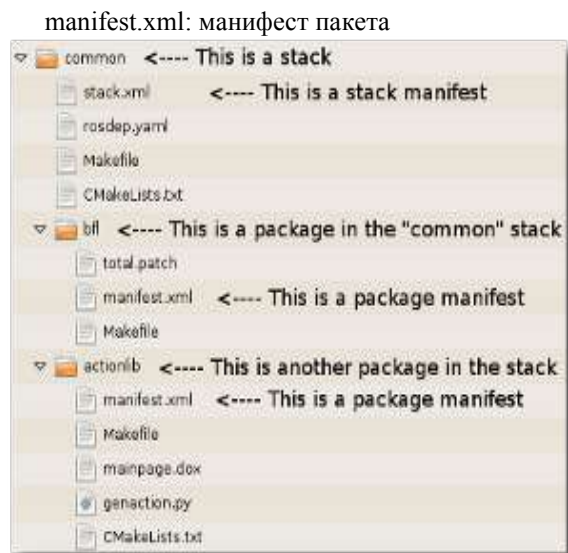 manifest.xml: манифест пакета
common <---- This is a stack
stack.xml <---- This is a stack manifest
rosdep.yaml
Makefile
CMakeLists.txt
bfl <---- This is a package in the "common" stack
total.patch
manifest.xml <---- This is a package manifest
Makefile
actionlib <---- This is another package in the stack
manifest.xml <---- This is a package manifest
Makefile
mainpage.dox
genaction.py
CMakeLists.txt